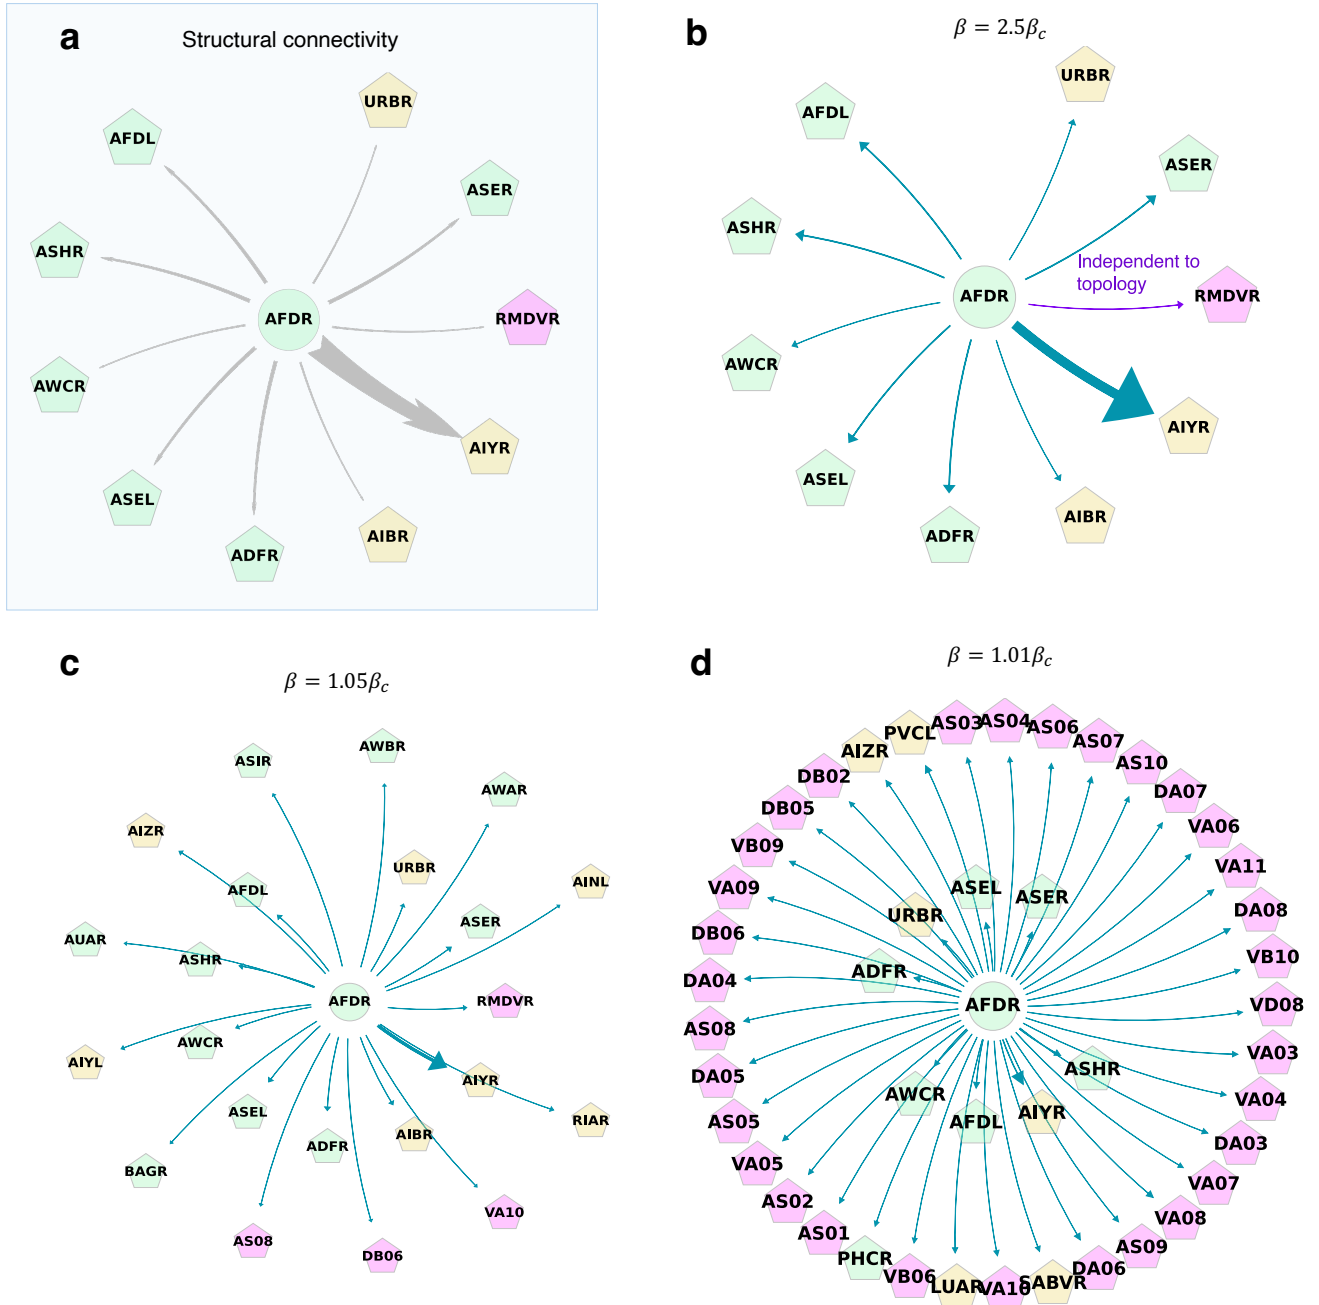 a
Structural connectivity
URBR
AFDL
ASER
ASHR
AFDR
RMDVR
AWCR
AIYR
ASEL
AIBR
ADFR
b
β = 2.5βc
URBR
AFDL
ASER
ASHR
Independent to
topology
AFDR
RMDVR
AWCR
AIYR
ASEL
AIBR
ADFR
c
β = 1.05βc
AWBR
ASIR
AWAR
AIZR
URBR
AINL
AFDL
ASER
AUAR
ASHR
AFDR
RMDVR
AWCR
AIYL
AIYR
ASEL
RIAR
AIBR
ADFR
BAGR
VA10
AS08
DB06
d
β = 1.01βc
AS03
AS04
AS06
PVCL
AS07
AIZR
AS10
DB02
DA07
DB05
VA06
VB09
VA11
VA09
ASEL
ASER
DA08
URBR
DB06
VB10
ADFR
DA04
AFDR
VD08
AS08
VA03
ASHR
DA05
AWCR
VA04
AIYR
AFDL
AS05
DA03
VA05
VA07
AS02
VA08
AS01
AS09
PHCR
DA06
VB06
LUAR
VA10
SABVR